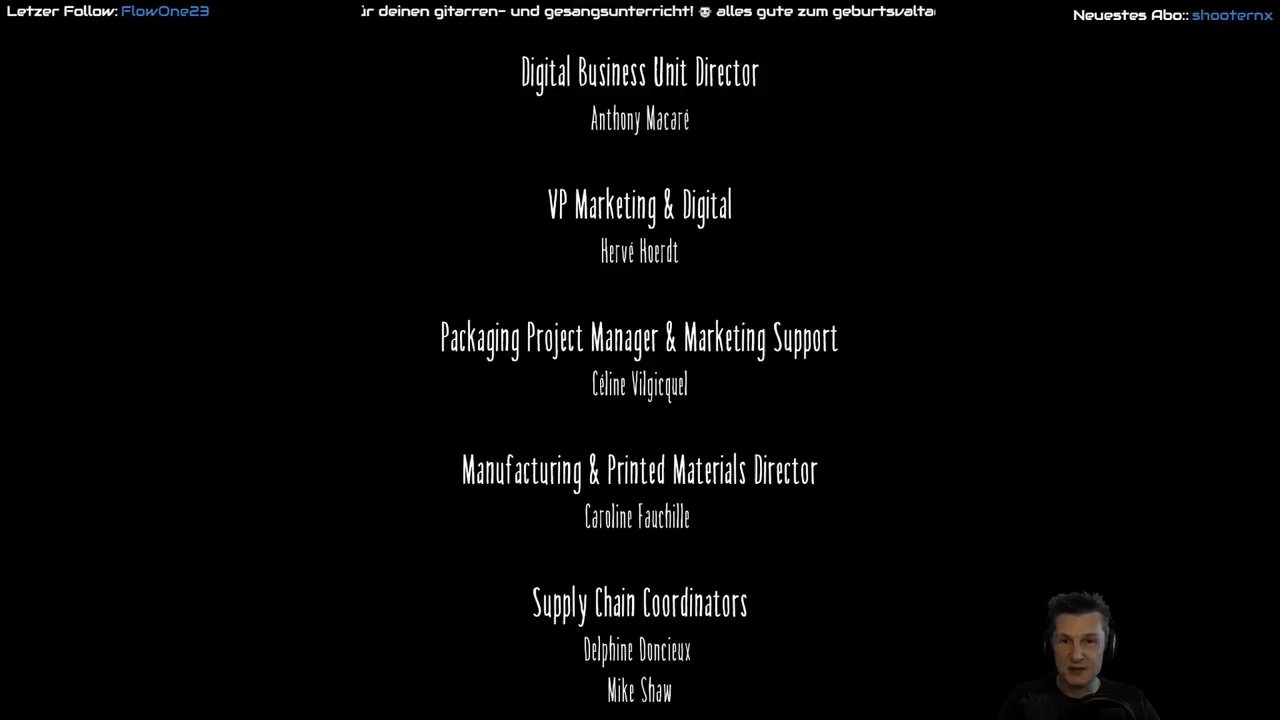 Letzer Follow: FlowOne23
ür deinen gitarren- und gesangsunterricht! alles gute zum geburtsvalta
Neuestes Abo:: shooternx
Digital Business Unit Director
Anthony Macaré
VP Marketing & Digital
Hervé Hoerdt
Packaging Project Manager & Marketing Support
Céline Vilgicquel
Manufacturing & Printed Materials Director
Caroline Fauchille
Supply Chain Coordinators
Delphine Doncieux
Mike Shaw